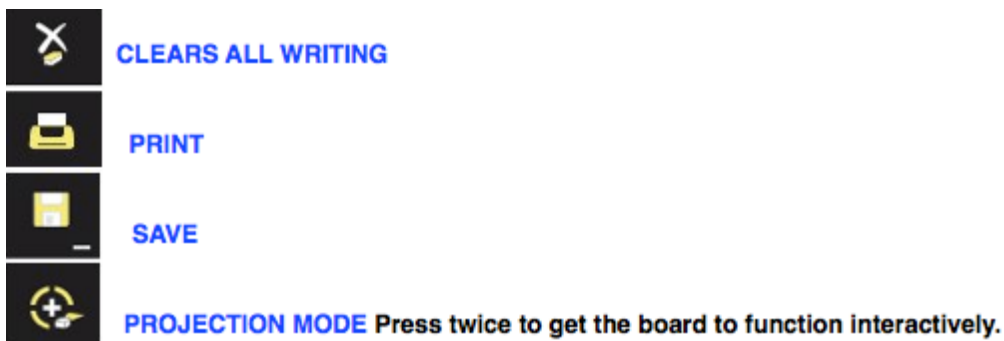 CLEARS ALL WRITING
PRINT
SAVE
PROJECTION MODE Press twice to get the board to function interactively.